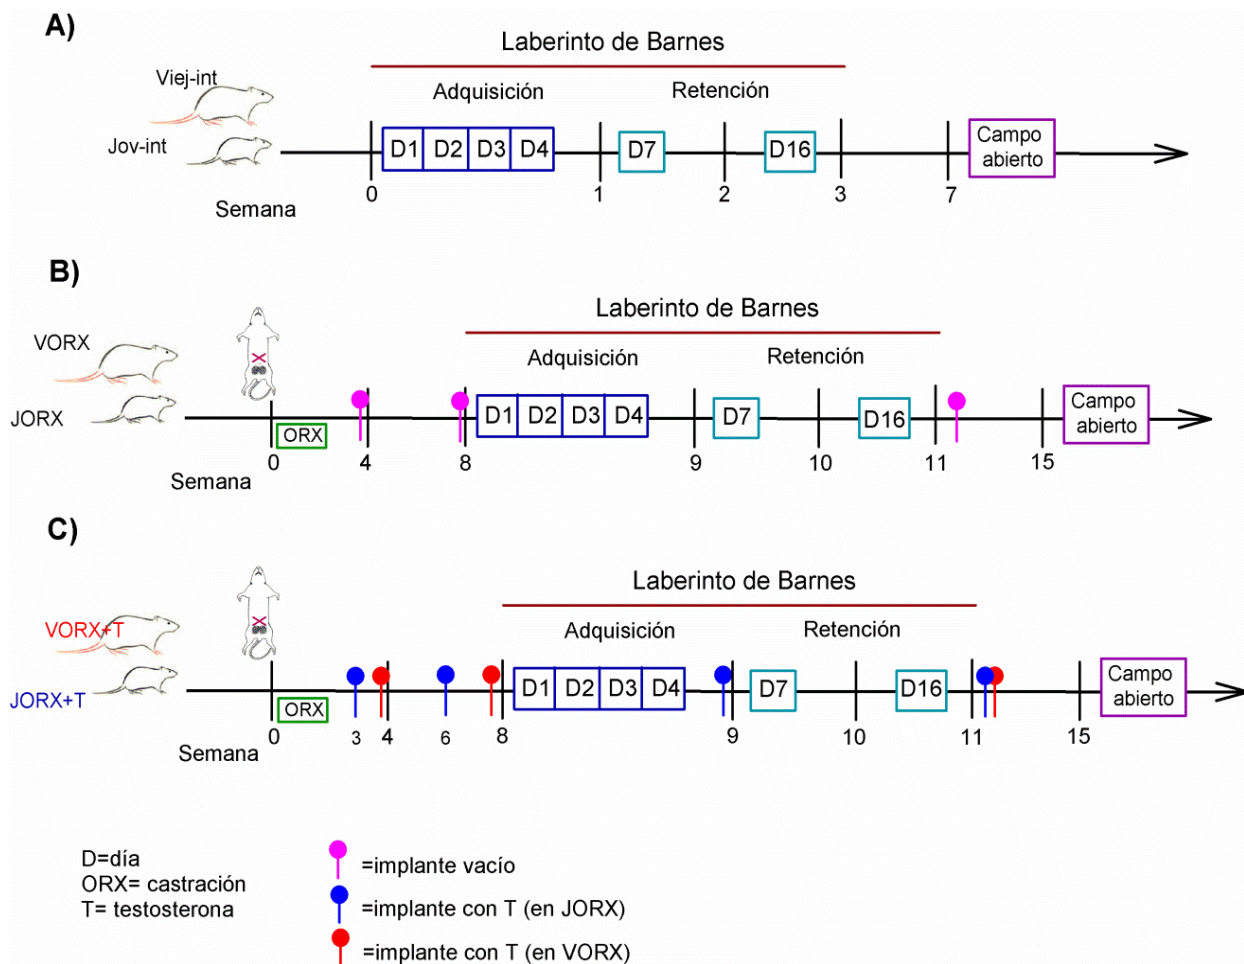 A)
Laberinto de Barnes
Viej-int
Adquisición
Retención
Jov-int
D1 D2 D3 D4
D7
D16
Campo
abierto
0 1 2 3 7
Semana
B)
Laberinto de Barnes
VORX
Adquisición
Retención
JORX
D1 D2 D3 D4
D7
D16
Campo
abierto
ORX
0 4 8 9 10 11 15
Semana
C)
Laberinto de Barnes
VORX+T
Adquisición
Retención
JORX+T
D1 D2 D3 D4
D7
D16
Campo
abierto
ORX
0 3 4 6 8 9 10 11 15
Semana
D=día
ORX= castración
T= testosterona
=implante vacío
=implante con T (en JORX)
=implante con T (en VORX)